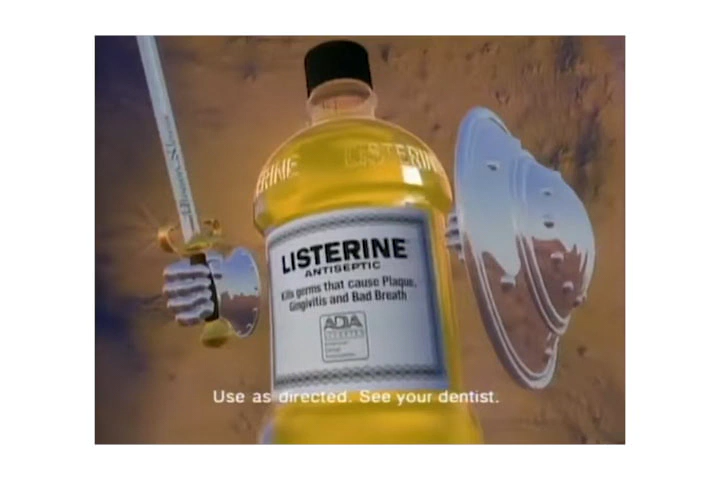 LISTERINE
LISTERINE
ANTISEPTIC
Kills germs that cause Plaque,
Gingivitis and Bad Breath
ADA
Use as directed. See your dentist.